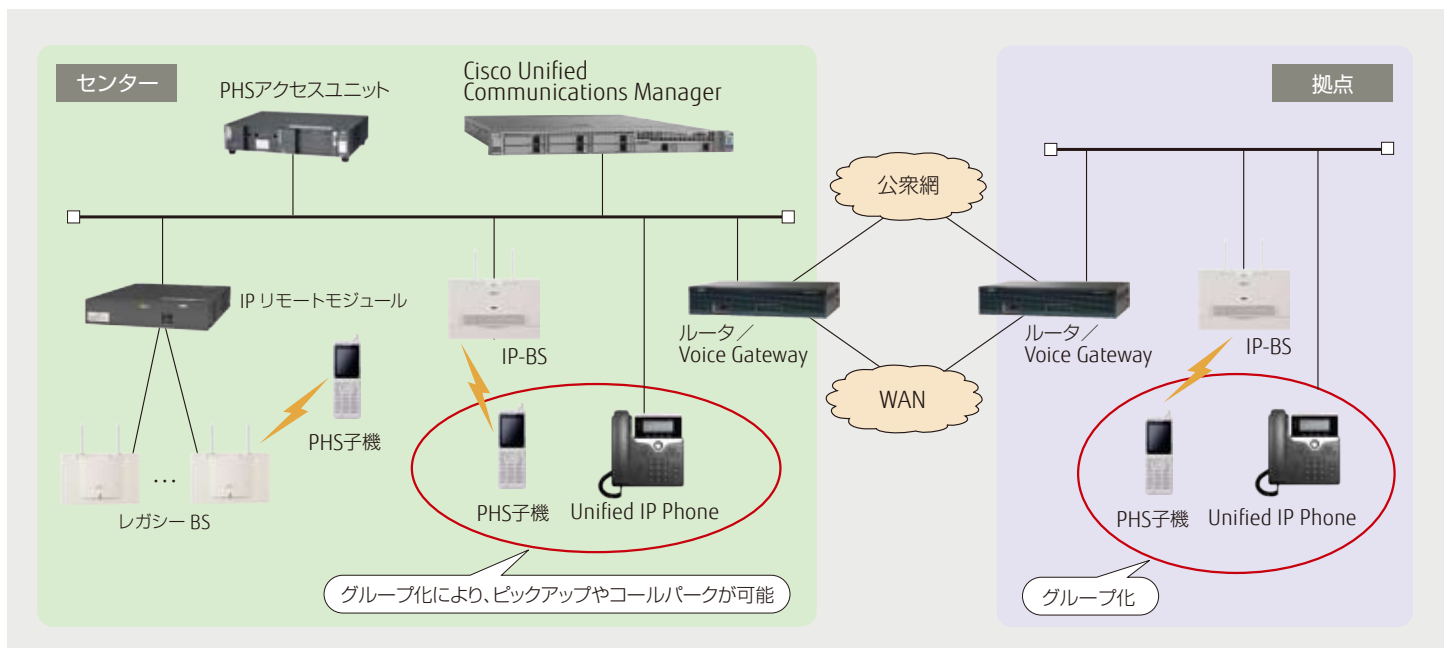 センター
PHSアクセスユニット
Cisco Unified
Communications Manager
拠点
公衆網
IP リモートモジュール
IP-BS
ルータ／
Voice Gateway
ルータ／
Voice Gateway
IP-BS
WAN
PHS子機
…
レガシー BS
PHS子機
Unified IP Phone
PHS子機
Unified IP Phone
グループ化により、ピックアップやコールパークが可能
グループ化